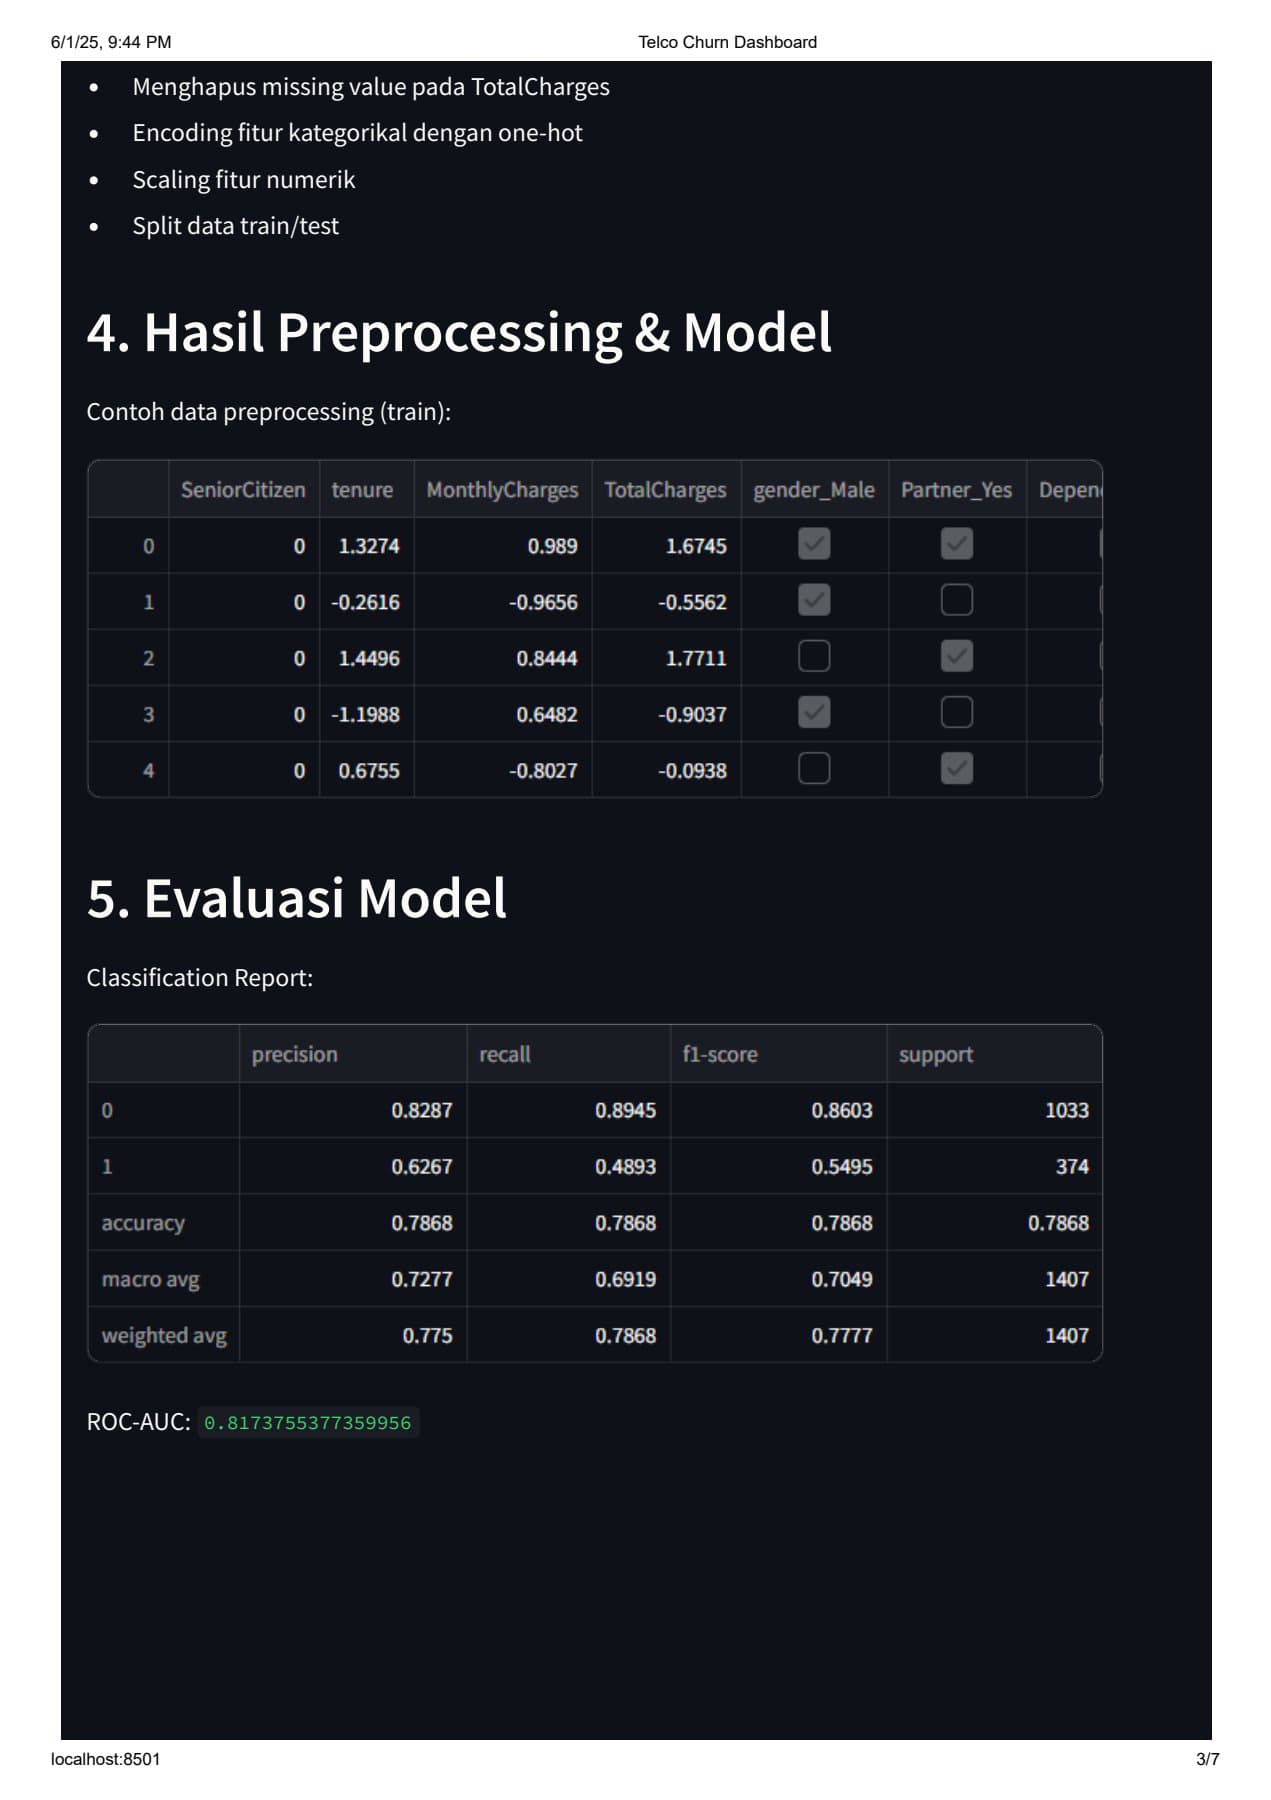 6/1/25, 9:44 PM Telco Churn Dashboard
• Menghapus missing value pada TotalCharges
• Encoding fitur kategorikal dengan one-hot
• Scaling fitur numerik
• Split data train/test
4. Hasil Preprocessing & Model
Contoh data preprocessing (train):
SeniorCitizen tenure MonthlyCharges TotalCharges gender_Male Partner_Yes
0 0 1.3274 0.989 1.6745
1 0 -0.2616 -0.9656 -0.5562
2 0 1.4496 0.8444 1.7711
3 0 -1.1988 0.6482 -0.9037
4 0 0.6755 -0.8027 -0.0938
5. Evaluasi Model
Classification Report:
precision recall f1-score support
0 0.8287 0.8945 0.8603 1033
1 0.6267 0.4893 0.5495 374
accuracy 0.7868 0.7868 0.7868 0.7868
macro avg 0.7277 0.6919 0.7049 1407
weighted avg 0.775 0.7868 0.7777 1407
ROC-AUC: 0.8173755377359956
localhost:8501 3/7